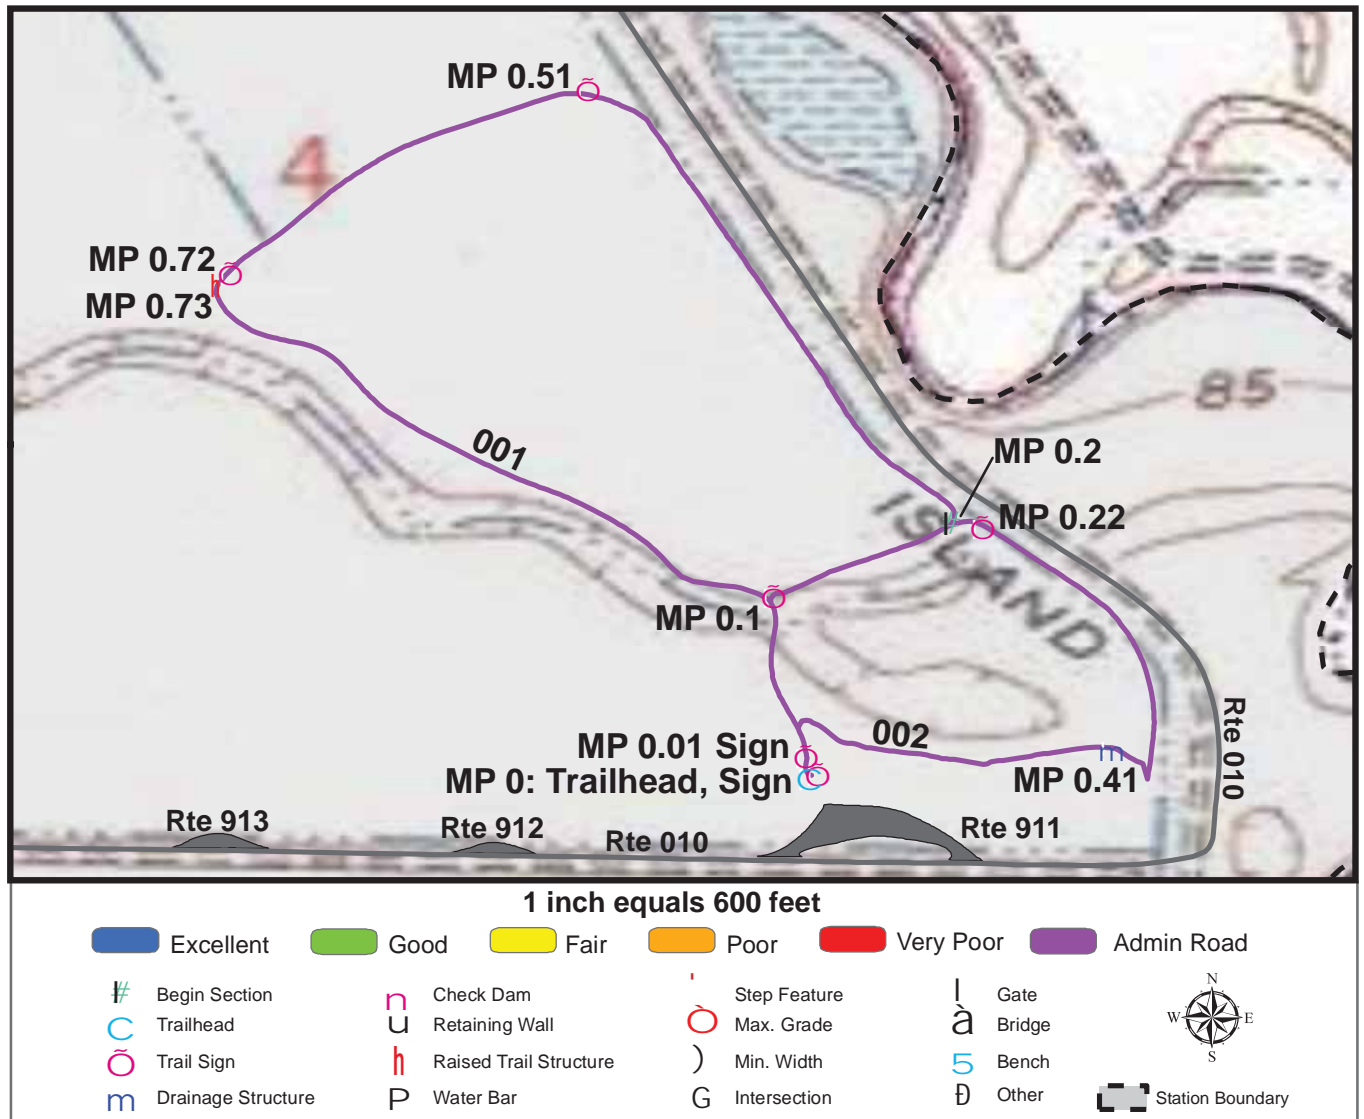 MP 0.51
4
MP 0.72
MP 0.73
85
001
MP 0.2
ISLAND
MP 0.22
MP 0.1
002
MP 0.01 Sign
MP 0: Trailhead, Sign
MP 0.41
Rte 010
Rte 913
Rte 912
Rte 010
Rte 911
1 inch equals 600 feet
Excellent
Good
Fair
Poor
Very Poor
Admin Road
Begin Section
Check Dam
Step Feature
Gate
Trailhead
Retaining Wall
Max. Grade
Bridge
Trail Sign
Raised Trail Structure
Min. Width
Bench
Drainage Structure
Water Bar
Intersection
Other
Station Boundary
N
W
E
S